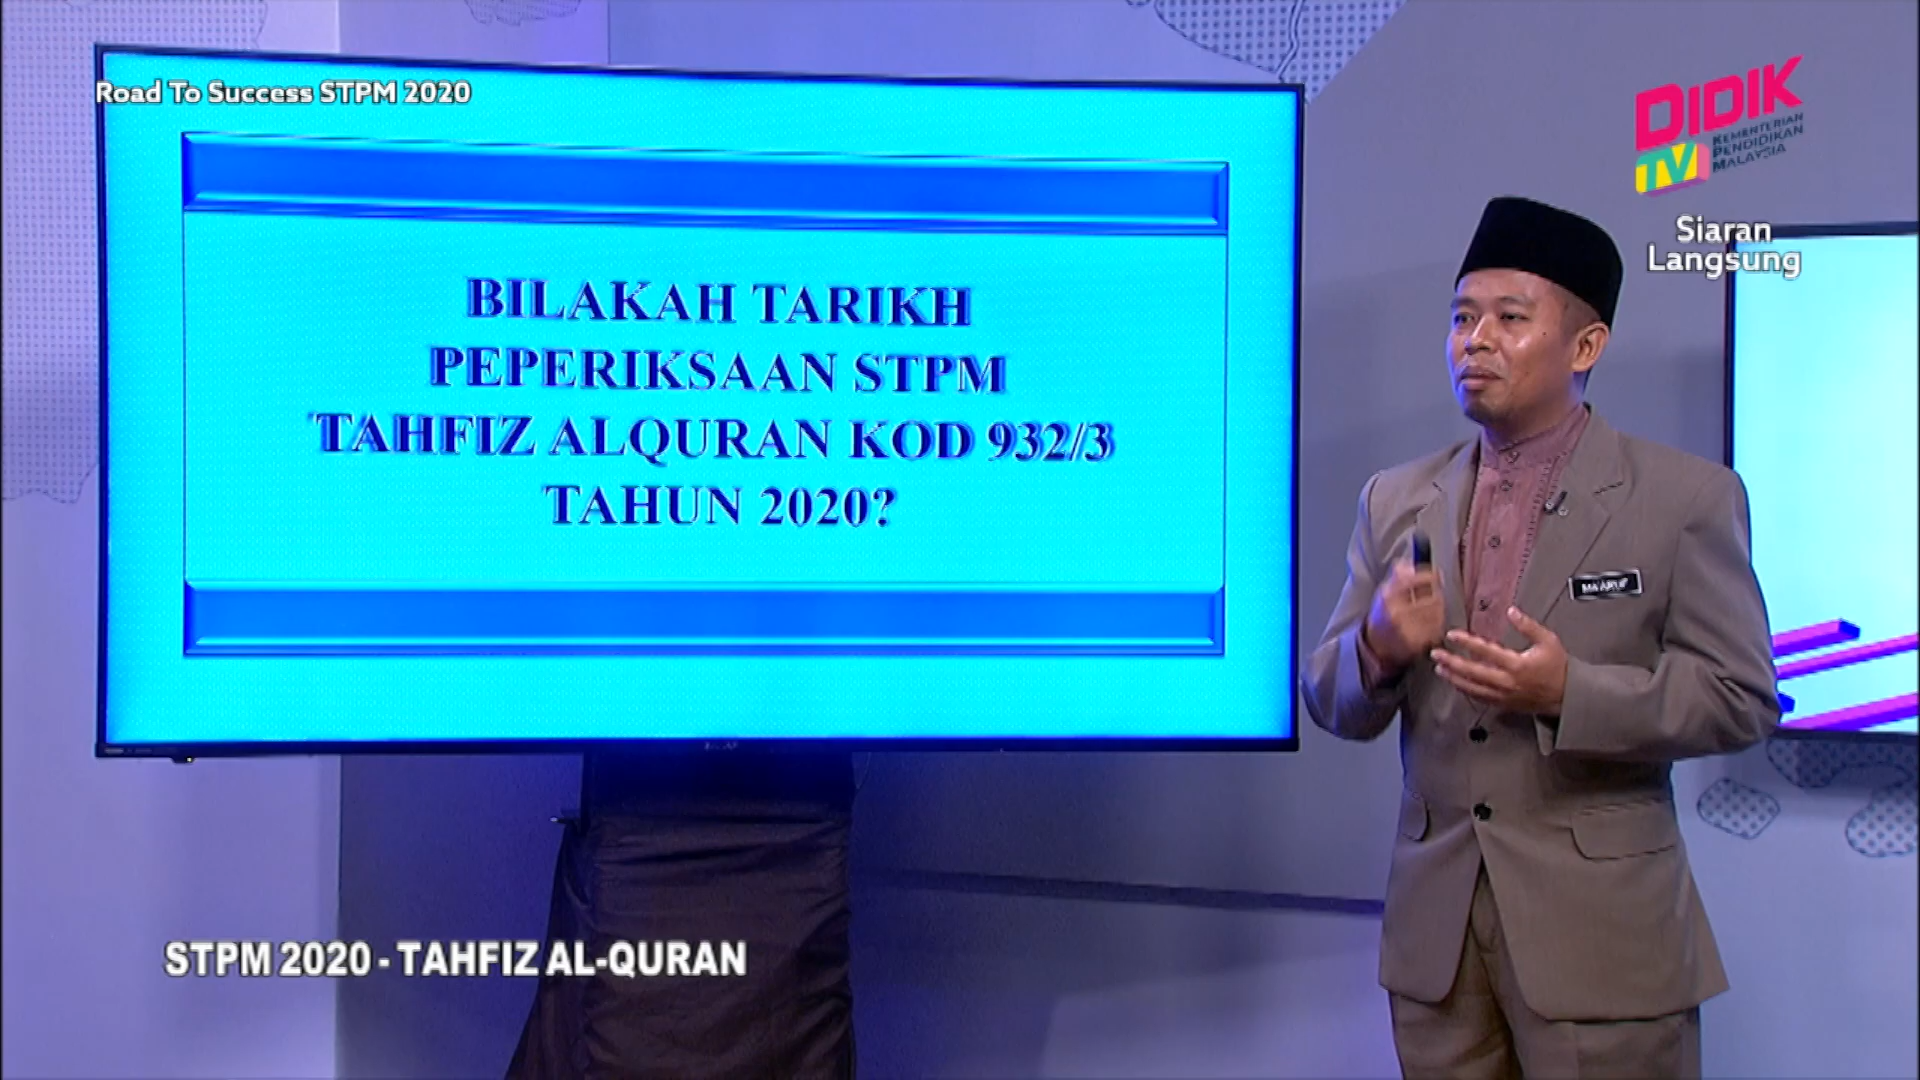 Road To Success STPM 2020
BILAKAH TARIKH
PEPERIKSAAN STPM
TAHFIZ ALQURAN KOD 932/3
TAHUN 2020?
DIDIK
TV
KEMENTERIAN
PENDIDIKAN
MALAYSIA
Siaran
Langsung
MA'ARUF
STPM 2020 - TAHFIZ AL-QURAN